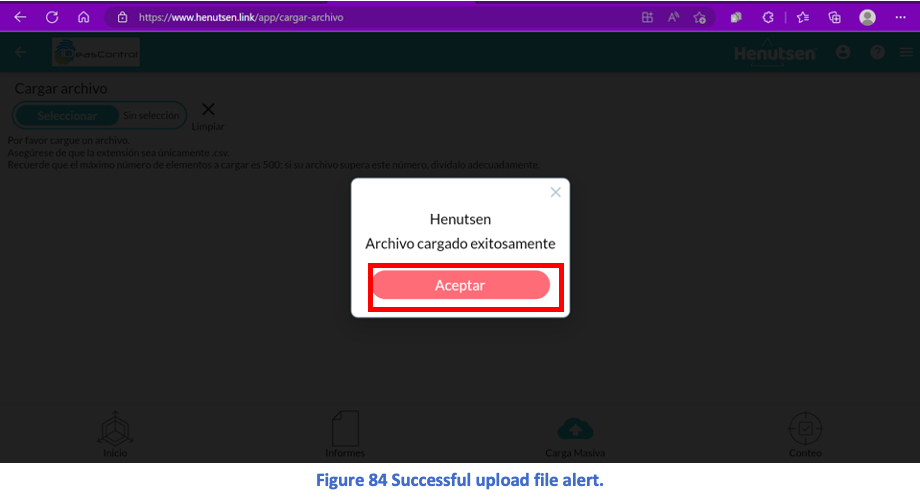 https://www.henutsen.link/app/cargar-archivo
IDeasControl
Henutsen
Cargar archivo
Seleccionar Sin selección
Limpiar
Por favor cargue un archivo.
Asegúrese de que la extensión sea únicamente .csv
Recuerde que el máximo número de elementos a cargar es 500; si su archivo supera este número, divídalo adecuadamente.
Henutsen
Archivo cargado exitosamente
Aceptar
Inicio Informes Carga Masiva Conteo
Figure 84 Successful upload file alert.